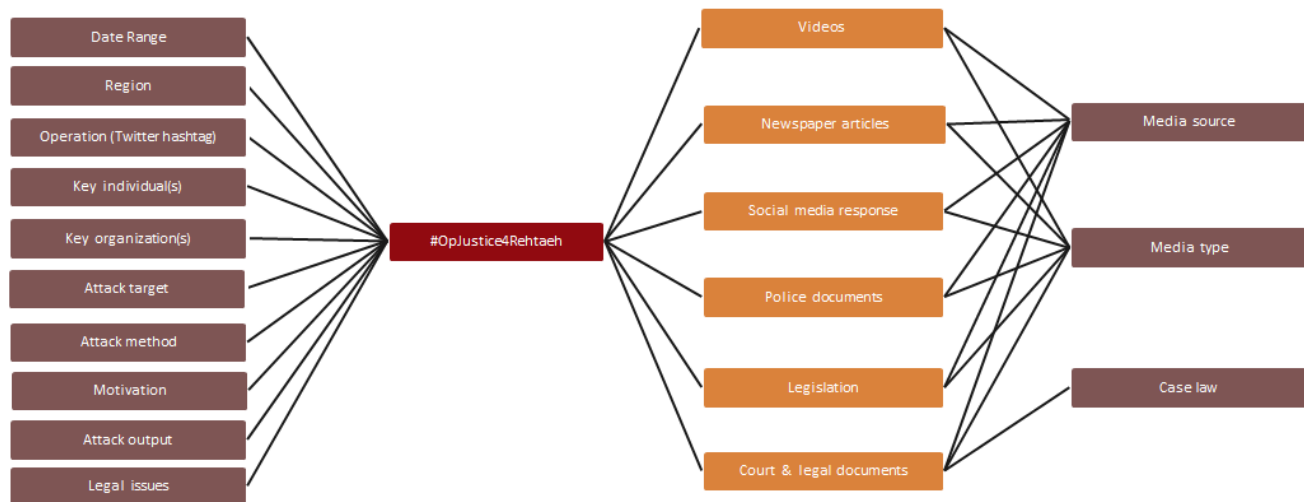 Date Range
Region
Operation (Twitter hashtag)
Key individual(s)
Key organization(s)
Attack target
Attack method
Motivation
Attack output
Legal issues
#OpJustice4Rehtaeh
Videos
Newspaper articles
Social media response
Police documents
Legislation
Court & legal documents
Media source
Media type
Case law